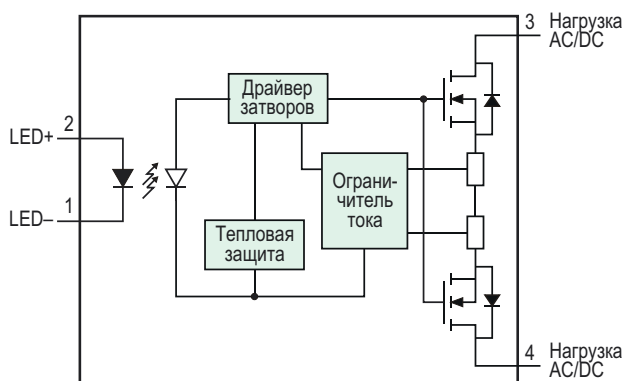 3 Нагрузка
AC/DC
Драйвер
затворов
2
LED+
Ограни-
читель
тока
1
LED–
Тепловая
защита
4 Нагрузка
AC/DC